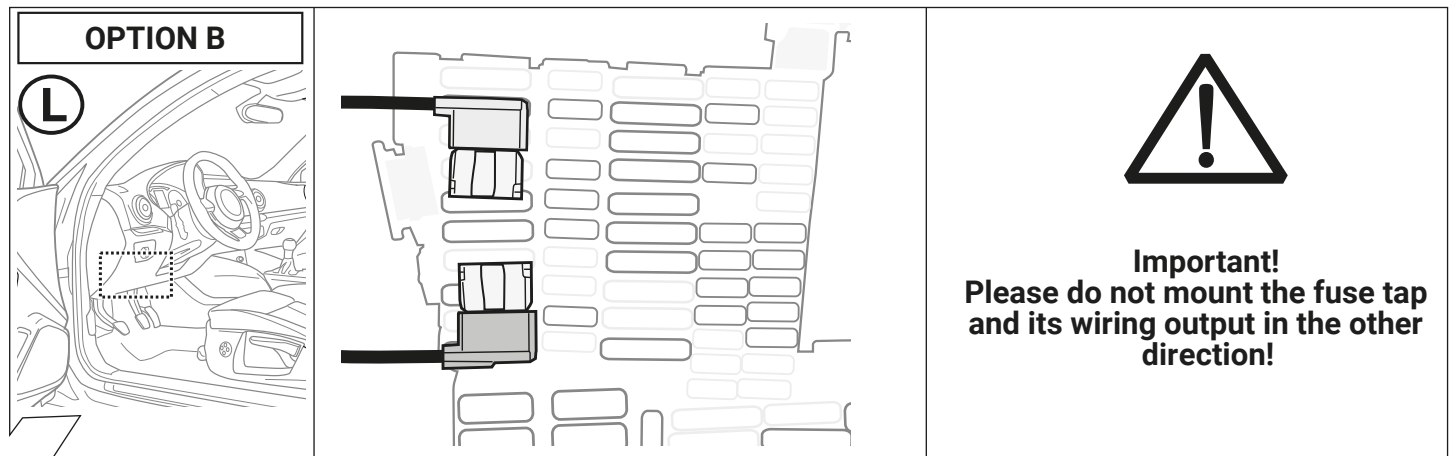 OPTION B
L
Important!
Please do not mount the fuse tap
and its wiring output in the other
direction!